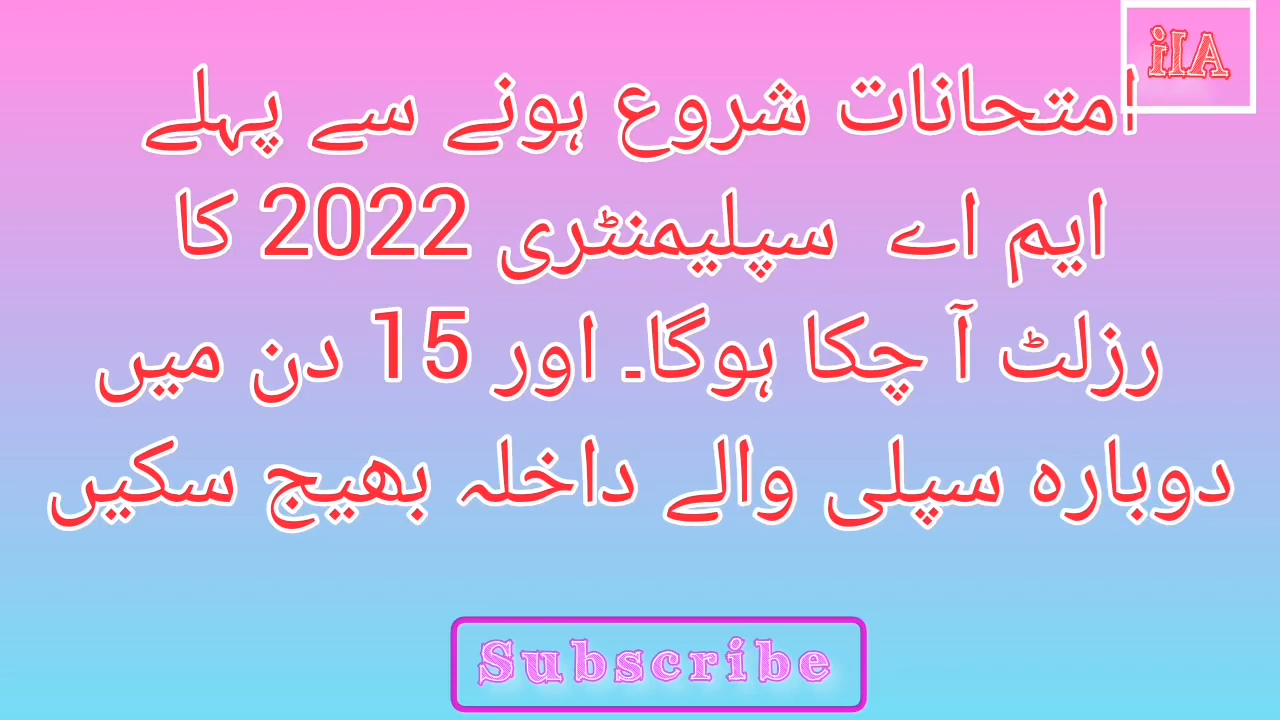 Ali
امتحانات شروع ہونے سے پہلے
ایم اے سپلیمنٹری 2022 کا
رزلٹ آ چکا ہوگا۔ اور 15 دن میں
دوبارہ سپلی والے داخلہ بھیج سکیں
Subscribe